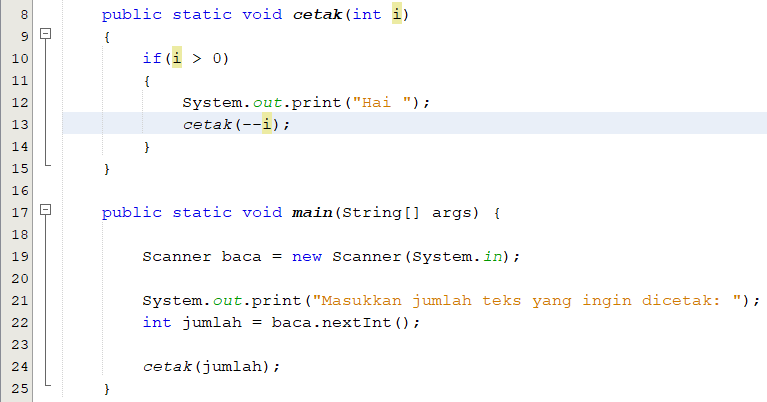 8 public static void cetak(int i)
9 {
10 if(i > 0)
11 {
12 System.out.print("Hai ");
13 cetak(--i);
14 }
15 }
16
17 public static void main(String[] args) {
18
19 Scanner baca = new Scanner(System.in);
20
21 System.out.print("Masukkan jumlah teks yang ingin dicetak: ");
22 int jumlah = baca.nextInt();
23
24 cetak(jumlah);
25 }